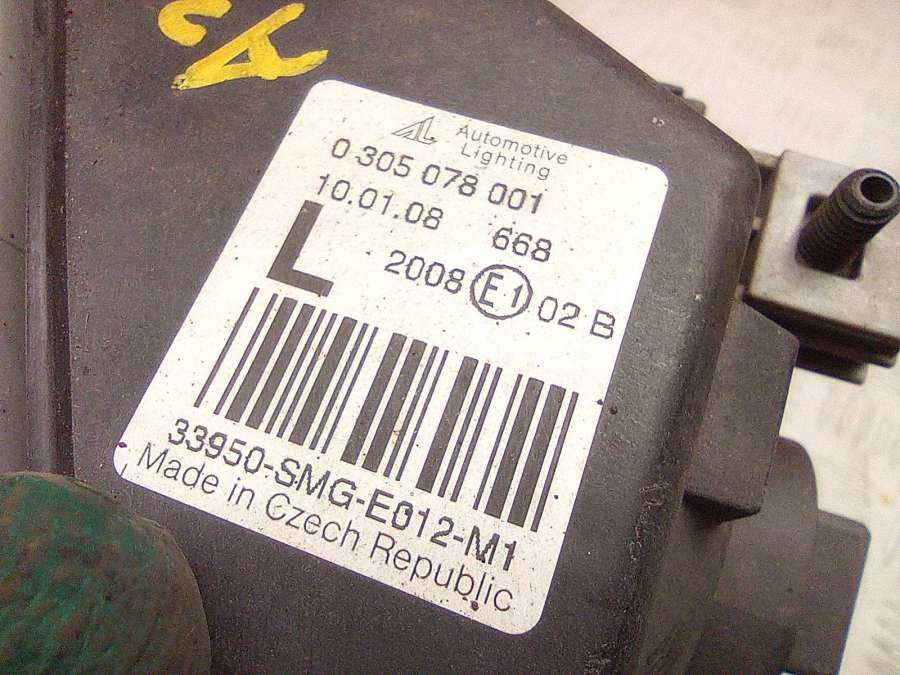 Automotive
Lighting
0 305 078 001
10.01.08 668
L 2008 E1 02 B
33950-SMG-E012-M1
Made in Czech Republic